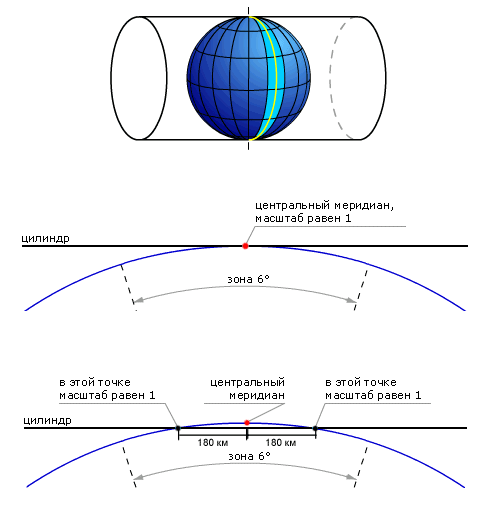 центральный меридиан,
масштаб равен 1
цилиндр
зона 6°
в этой точке
масштаб равен 1
центральный
меридиан
в этой точке
масштаб равен 1
цилиндр
180 км
180 км
зона 6°